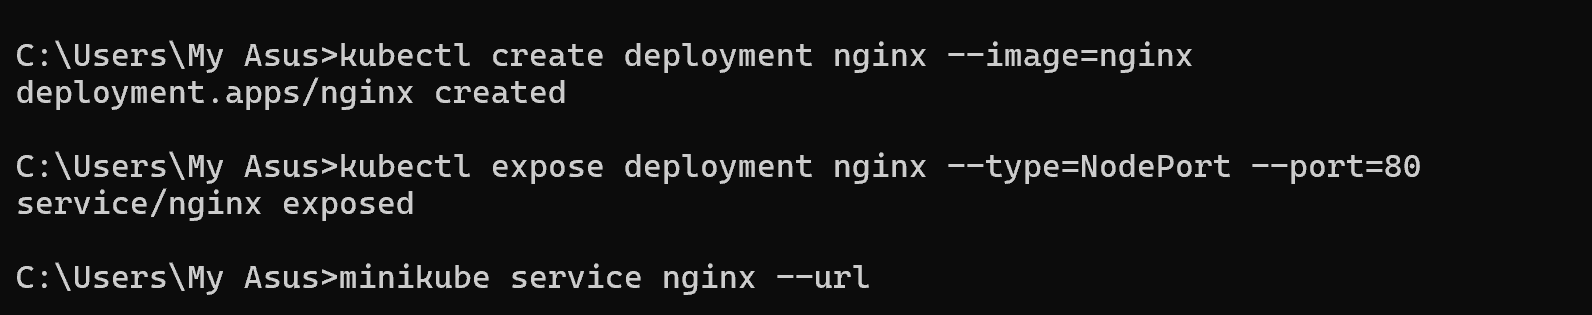 C:\Users\My Asus>kubectl create deployment nginx --image=nginx
deployment.apps/nginx created
C:\Users\My Asus>kubectl expose deployment nginx --type=NodePort --port=80
service/nginx exposed
C:\Users\My Asus>minikube service nginx --url